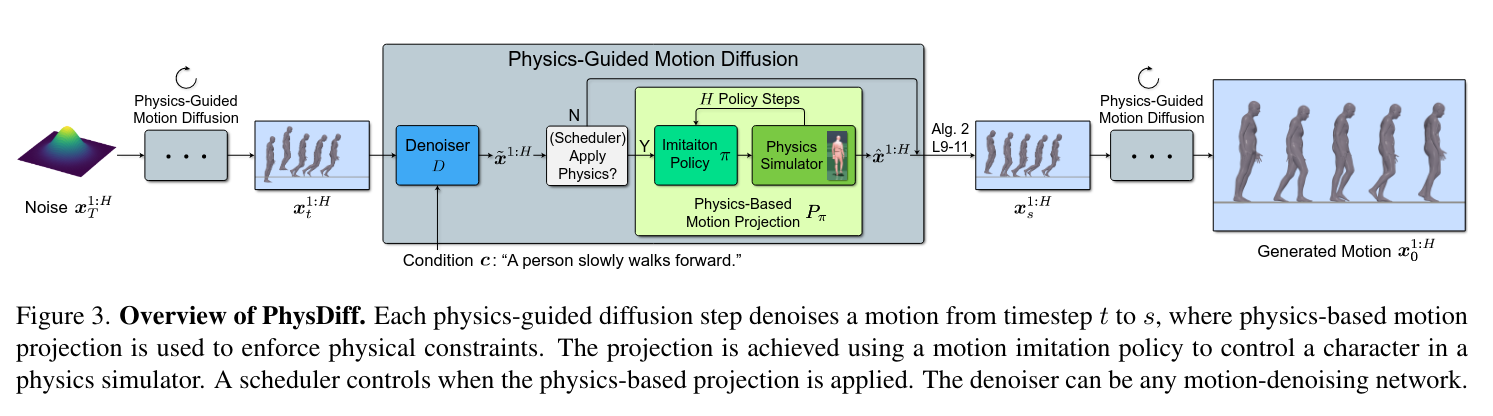 Physics-Guided Motion Diffusion
Physics-Guided
Motion Diffusion
Physics-Guided
Motion Diffusion
N
H Policy Steps
Denoiser
D
x̃^{1:H}
(Scheduler)
Apply
Physics?
Y
Imitaiton
Policy π
Physics
Simulator
x̂^{1:H}
Alg. 2
L9-11
Physics-Based
Motion Projection P_π
Noise x_T^{1:H}
x_t^{1:H}
x_s^{1:H}
Condition c: “A person slowly walks forward.”
Generated Motion x_0^{1:H}
Figure 3. Overview of PhysDiff. Each physics-guided diffusion step denoises a motion from timestep t to s, where physics-based motion
projection is used to enforce physical constraints. The projection is achieved using a motion imitation policy to control a character in a
physics simulator. A scheduler controls when the physics-based projection is applied. The denoiser can be any motion-denoising network.